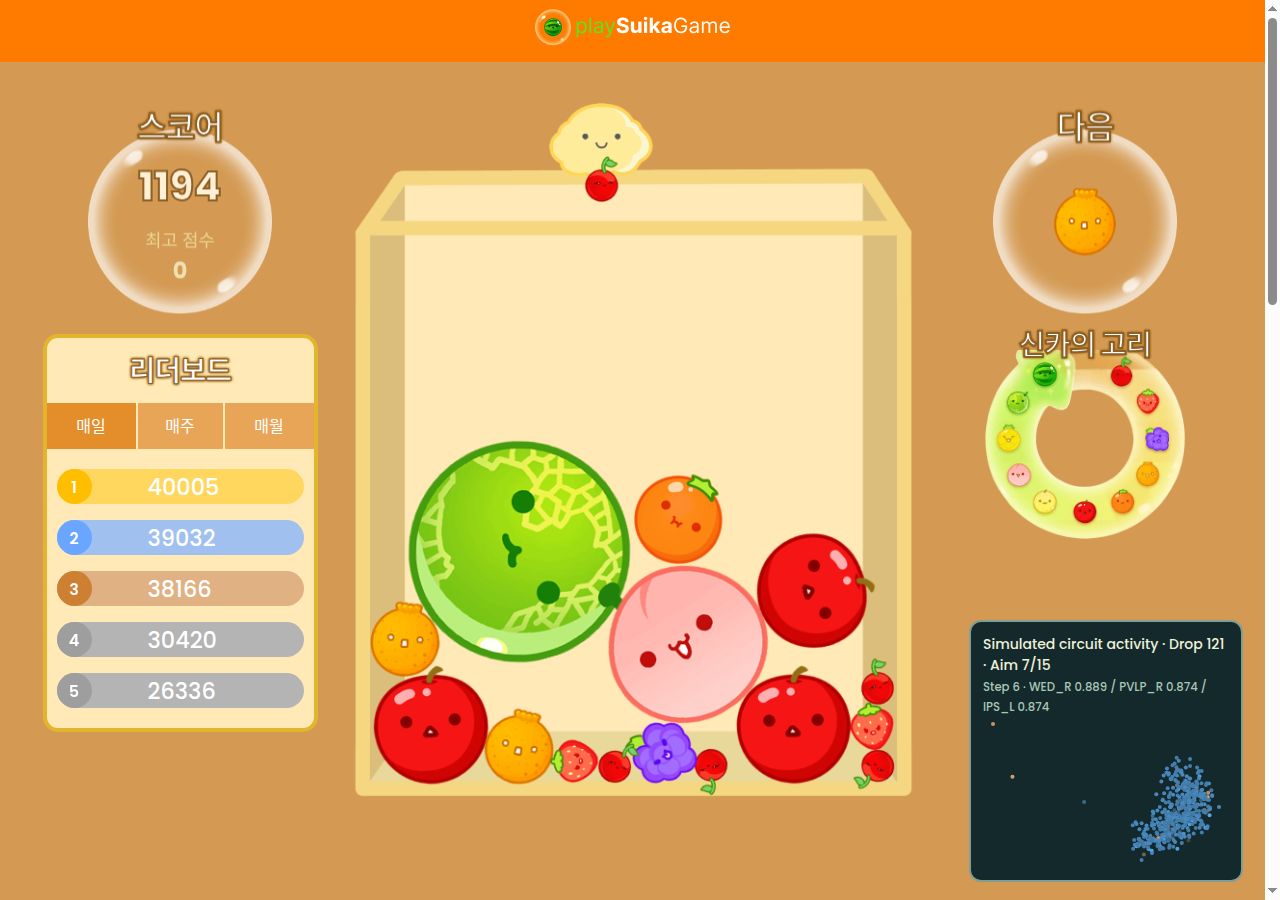 playSuikaGame
스코어
1194
최고 점수
0
리더보드
매일 매주 매월
1 40005
2 39032
3 38166
4 30420
5 26336
다음
신카의 고리
Simulated circuit activity · Drop 121
· Aim 7/15
Step 6 · WED_R 0.889 / PVLP_R 0.874 /
IPS_L 0.874